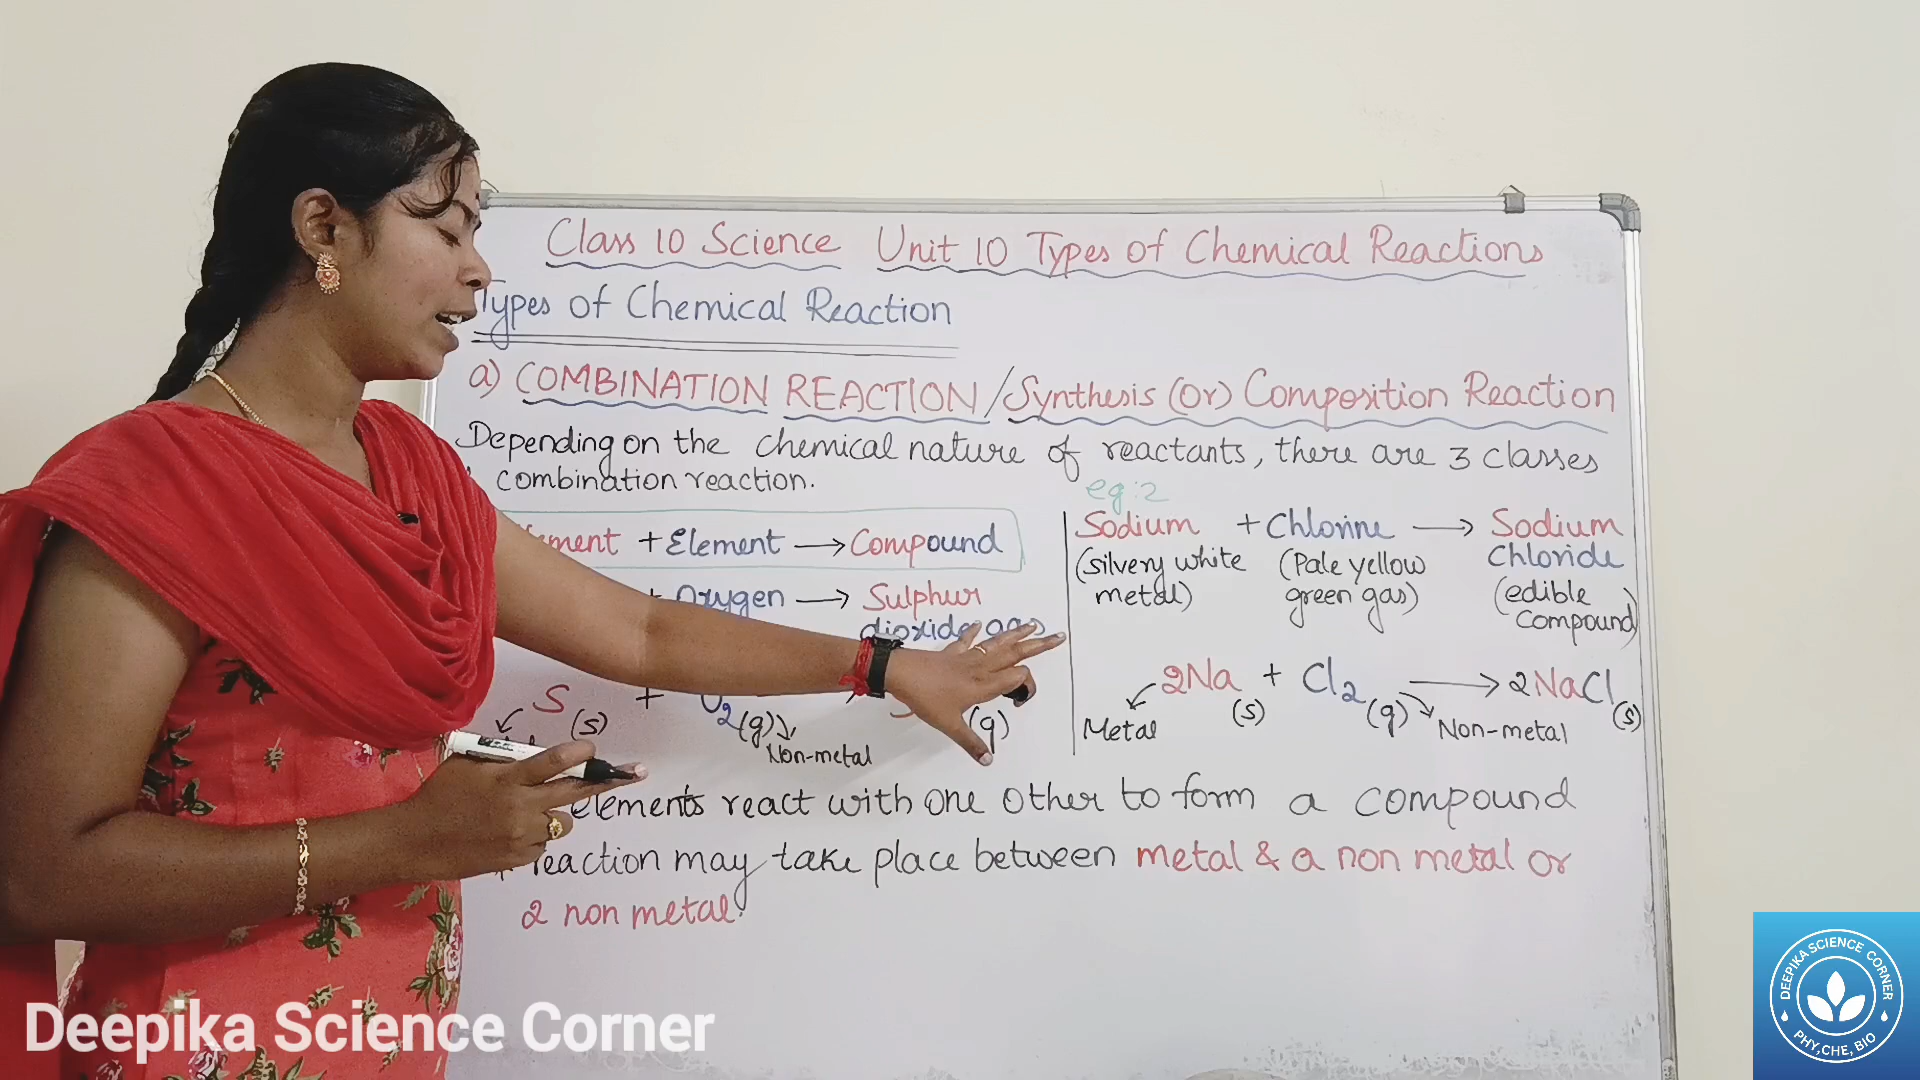 Class 10 Science Unit 10 Types of Chemical Reactions
Types of Chemical Reaction
a) COMBINATION REACTION / Synthesis (Or) Composition Reaction
Depending on the chemical nature of reactants, there are 3 classes
combination reaction.
+ Element → Compound
+ Oxygen → Sulphur
dioxide gas
S (s) + O2 (g)
(g)
Non-metal
eg:2
Sodium + Chlorine → Sodium
Chloride
(silvery white (Pale yellow (edible
metal) green gas) Compound)
2Na (s) + Cl2 (g) → 2NaCl (s)
Metal Non-metal
elements react with one other to form a compound
reaction may take place between metal & a non metal or
2 non metal.
Deepika Science Corner
DEEPIKA SCIENCE CORNER
PHY, CHE, BIO